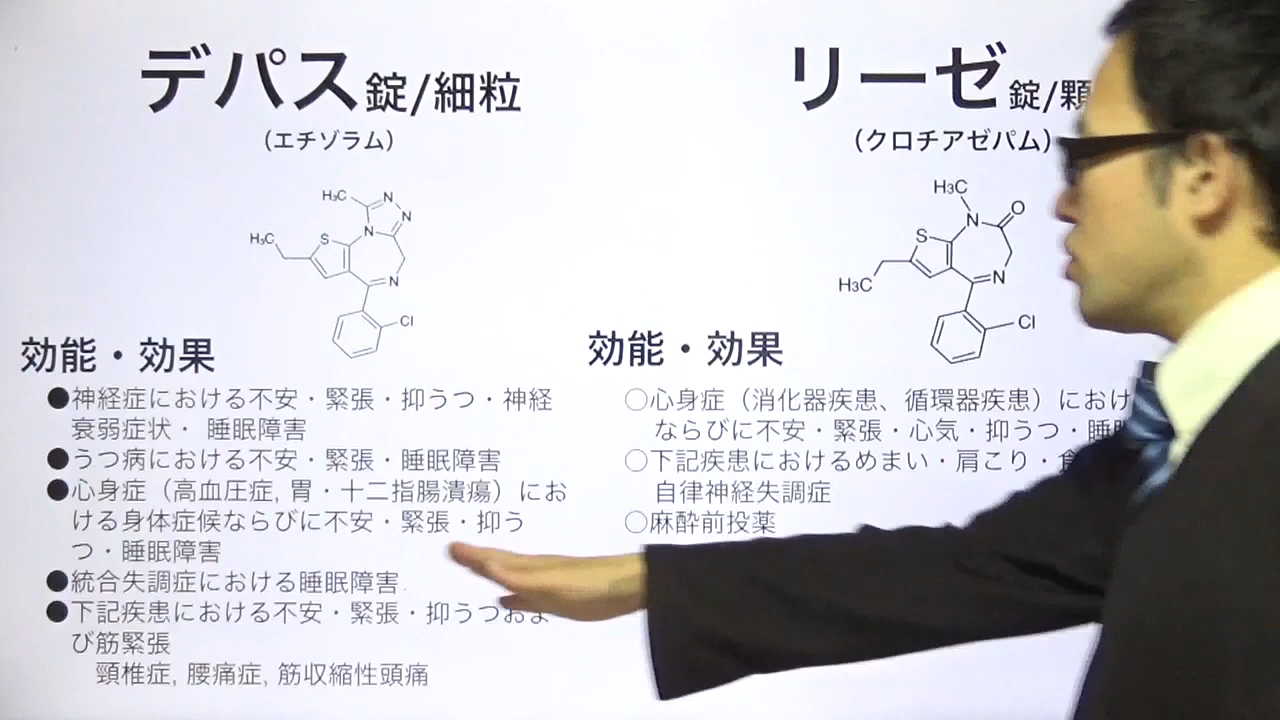 デパス錠/細粒
(エチゾラム)
H₃C
N
N
N
S
H₃C
N
Cl
効能・効果
●神経症における不安・緊張・抑うつ・神経
衰弱症状・ 睡眠障害
●うつ病における不安・緊張・睡眠障害
●心身症（高血圧症, 胃・十二指腸潰瘍）にお
ける身体症候ならびに不安・緊張・抑う
つ・睡眠障害
●統合失調症における睡眠障害
●下記疾患における不安・緊張・抑うつおよ
び筋緊張
頸椎症, 腰痛症, 筋収縮性頭痛
リーゼ錠/顆
(クロチアゼパム)
H₃C
N
O
S
N
H₃C
Cl
効能・効果
○心身症（消化器疾患、循環器疾患）におけ
ならびに不安・緊張・心気・抑うつ・睡
○下記疾患におけるめまい・肩こり・食
自律神経失調症
○麻酔前投薬